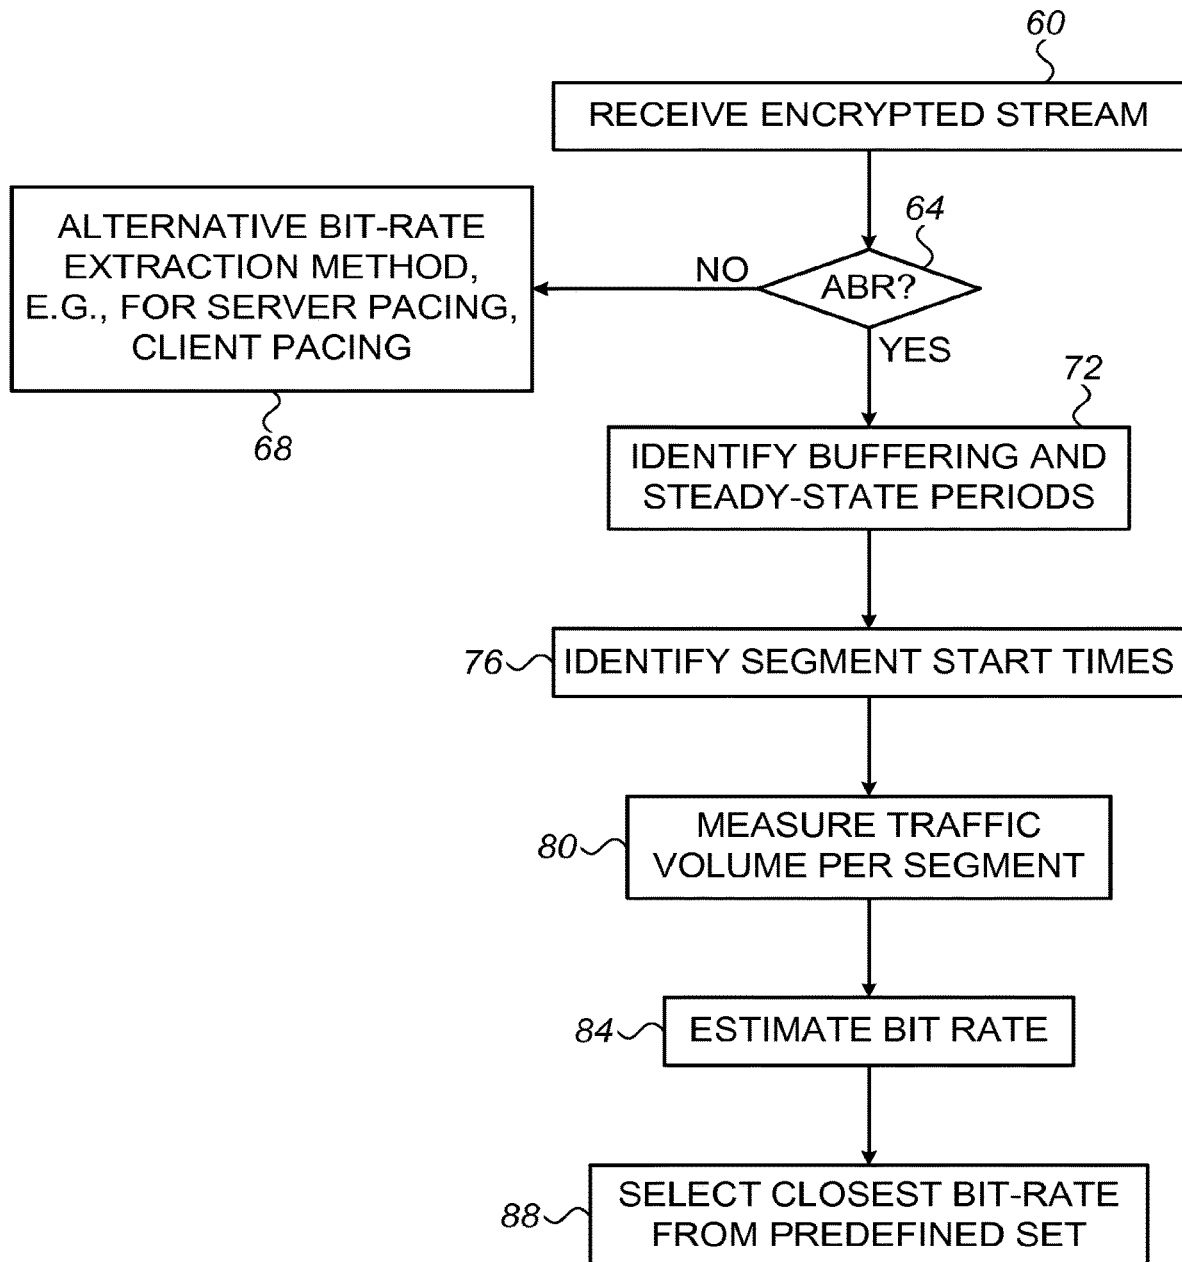 60
RECEIVE ENCRYPTED STREAM
64
ABR?
NO
YES
ALTERNATIVE BIT-RATE
EXTRACTION METHOD,
E.G., FOR SERVER PACING,
CLIENT PACING
68
72
IDENTIFY BUFFERING AND
STEADY-STATE PERIODS
76
IDENTIFY SEGMENT START TIMES
80
MEASURE TRAFFIC
VOLUME PER SEGMENT
84
ESTIMATE BIT RATE
88
SELECT CLOSEST BIT-RATE
FROM PREDEFINED SET